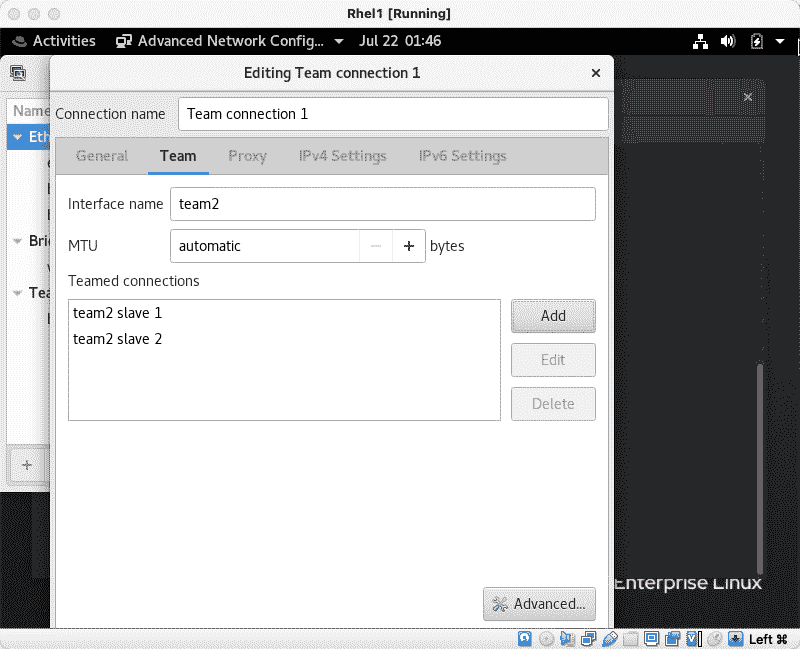 Rhel1 [Running]
Activities Advanced Network Config... Jul 22 01:46
Editing Team connection 1
Name
Connection name Team connection 1
Eth
General Team Proxy IPv4 Settings IPv6 Settings
Interface name team2
MTU automatic bytes
Bri
Teamed connections
Tea
team2 slave 1
Add
team2 slave 2
Edit
Delete
Enterprise Linux
Advanced...
Left ⌘